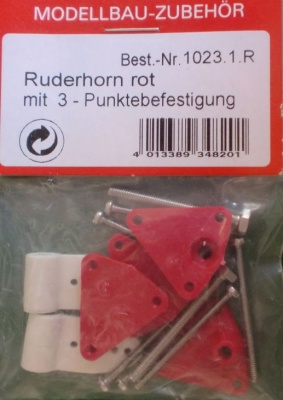 MODELLBAU-ZUBEHÖR
Best.-Nr.1023.1.R
Ruderhorn rot
mit 3 - Punktebefestigung
4 013389 348201